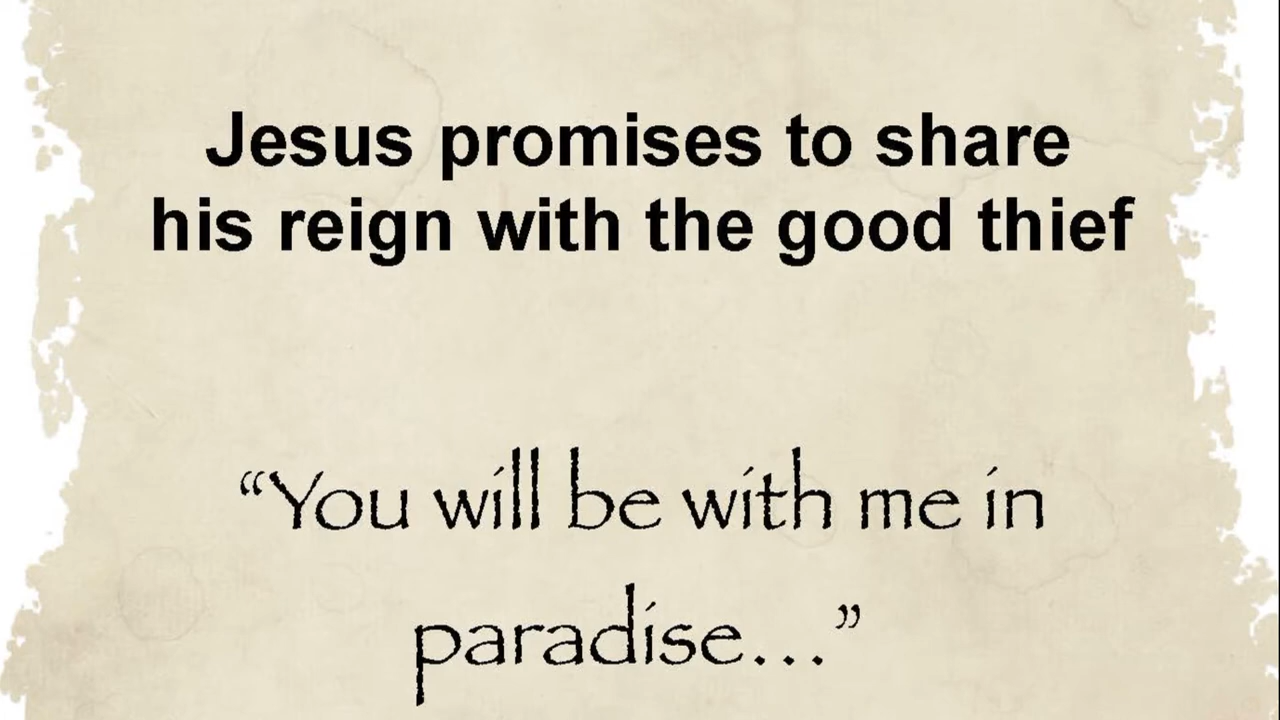 Jesus promises to share
his reign with the good thief
“You will be with me in
paradise…”